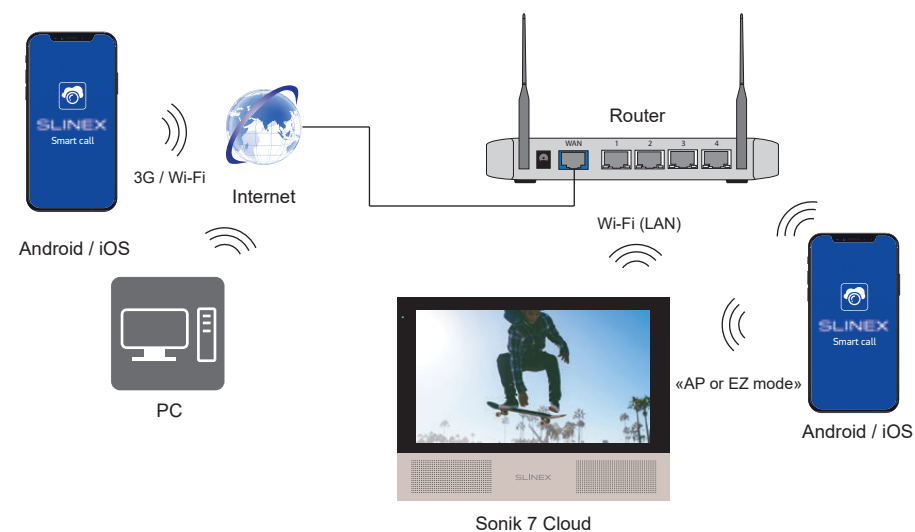 SLINEX
Smart call
3G / Wi-Fi
Internet
Android / iOS
PC
Router
WAN
1
2
3
4
Wi-Fi (LAN)
SLINEX
Smart call
«AP or EZ mode»
Android / iOS
SLINEX
Sonik 7 Cloud